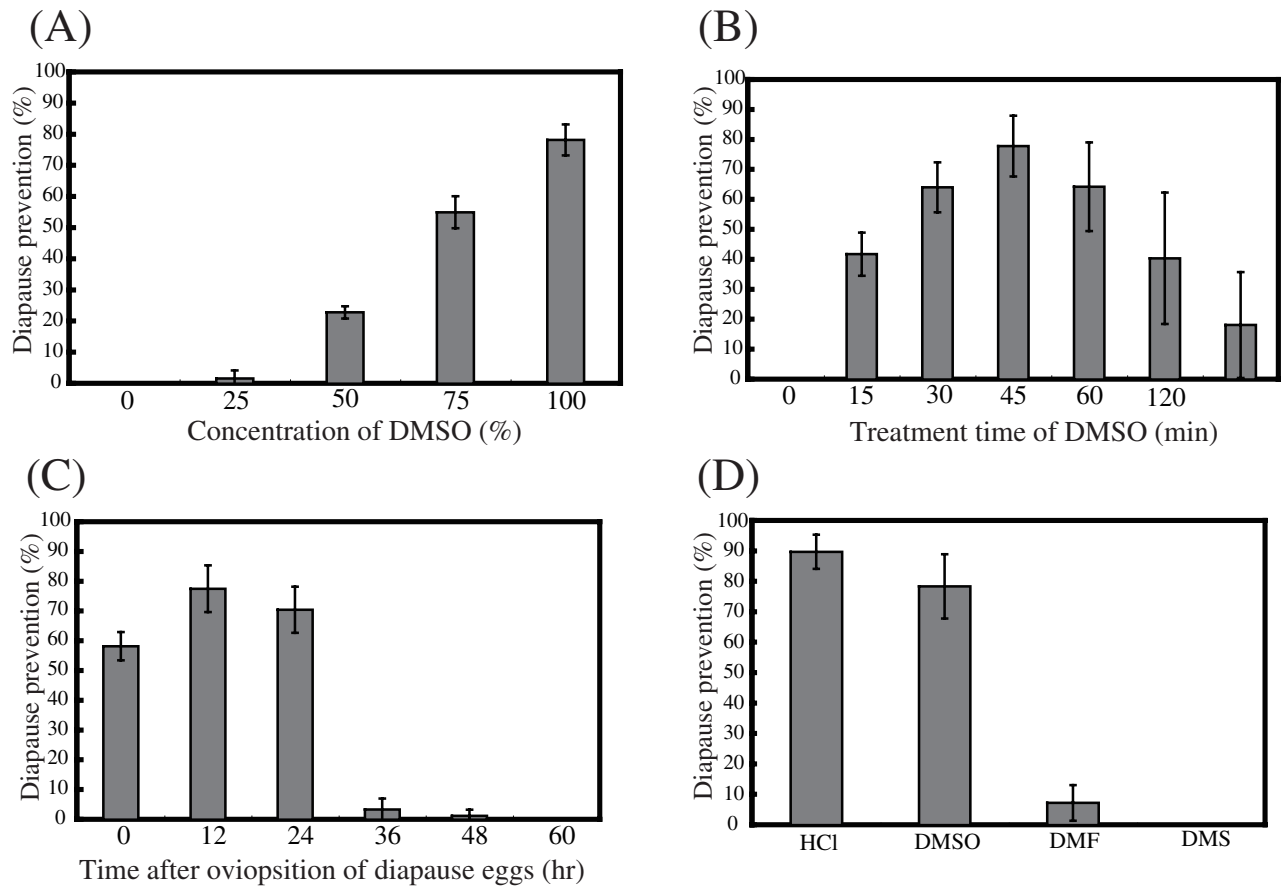 (A)
Diapause prevention (%)
100
90
80
70
60
50
40
30
20
10
0
0 25 50 75 100
Concentration of DMSO (%)
(B)
Diapause prevention (%)
100
90
80
70
60
50
40
30
20
10
0
0 15 30 45 60 120
Treatment time of DMSO (min)
(C)
Diapause prevention (%)
100
90
80
70
60
50
40
30
20
10
0
0 12 24 36 48 60
Time after oviopsition of diapause eggs (hr)
(D)
Diapause prevention (%)
100
90
80
70
60
50
40
30
20
10
0
HCl DMSO DMF DMS